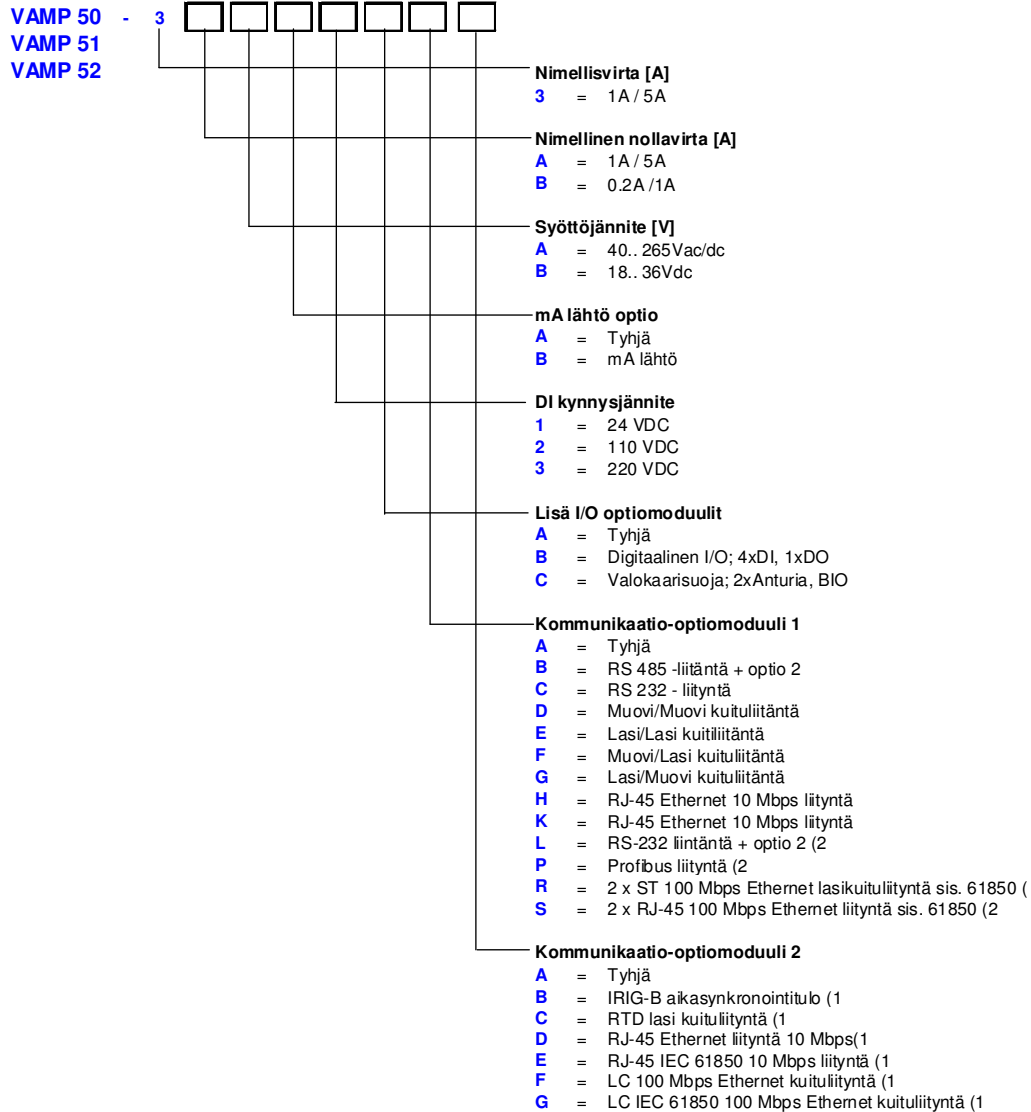 VAMP 50 - 3
VAMP 51
VAMP 52
Nimellisvirta [A]
3 = 1A / 5A
Nimellinen nollavirta [A]
A = 1A / 5A
B = 0.2A /1A
Syöttöjännite [V]
A = 40.. 265Vac/dc
B = 18.. 36Vdc
mA lähtö optio
A = Tyhjä
B = mA lähtö
DI kynnysjännite
1 = 24 VDC
2 = 110 VDC
3 = 220 VDC
Lisä I/O optiomoduulit
A = Tyhjä
B = Digitaalinen I/O; 4xDI, 1xDO
C = Valokaarisuoja; 2xAnturia, BIO
Kommunikaatio-optiomoduuli 1
A = Tyhjä
B = RS 485 -liitäntä + optio 2
C = RS 232 - liityntä
D = Muovi/Muovi kuituliitäntä
E = Lasi/Lasi kuitiliitäntä
F = Muovi/Lasi kuituliitäntä
G = Lasi/Muovi kuituliitäntä
H = RJ-45 Ethernet 10 Mbps liityntä
K = RJ-45 Ethernet 10 Mbps liityntä
L = RS-232 liintäntä + optio 2 (2
P = Profibus liityntä (2
R = 2 x ST 100 Mbps Ethernet lasikuituliityntä sis. 61850 (
S = 2 x RJ-45 100 Mbps Ethernet liityntä sis. 61850 (2
Kommunikaatio-optiomoduuli 2
A = Tyhjä
B = IRIG-B aikasynkronointitulo (1
C = RTD lasi kuituliityntä (1
D = RJ-45 Ethernet liityntä 10 Mbps(1
E = RJ-45 IEC 61850 10 Mbps liityntä (1
F = LC 100 Mbps Ethernet kuituliityntä (1
G = LC IEC 61850 100 Mbps Ethernet kuituliityntä (1